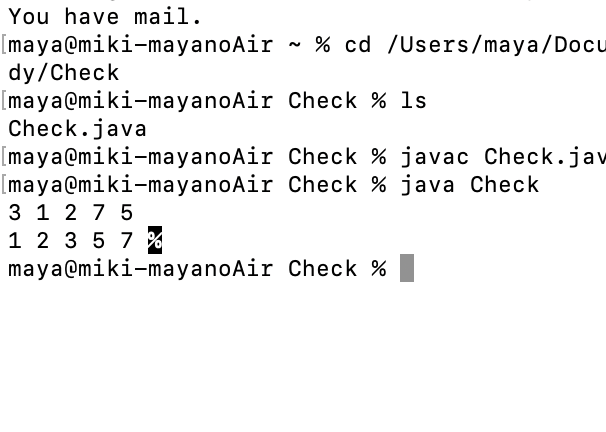 You have mail.
[maya@miki-mayanoAir ~ % cd /Users/maya/Docu
dy/Check
[maya@miki-mayanoAir Check % ls
Check.java
[maya@miki-mayanoAir Check % javac Check.jav
[maya@miki-mayanoAir Check % java Check
3 1 2 7 5
1 2 3 5 7 %
maya@miki-mayanoAir Check %